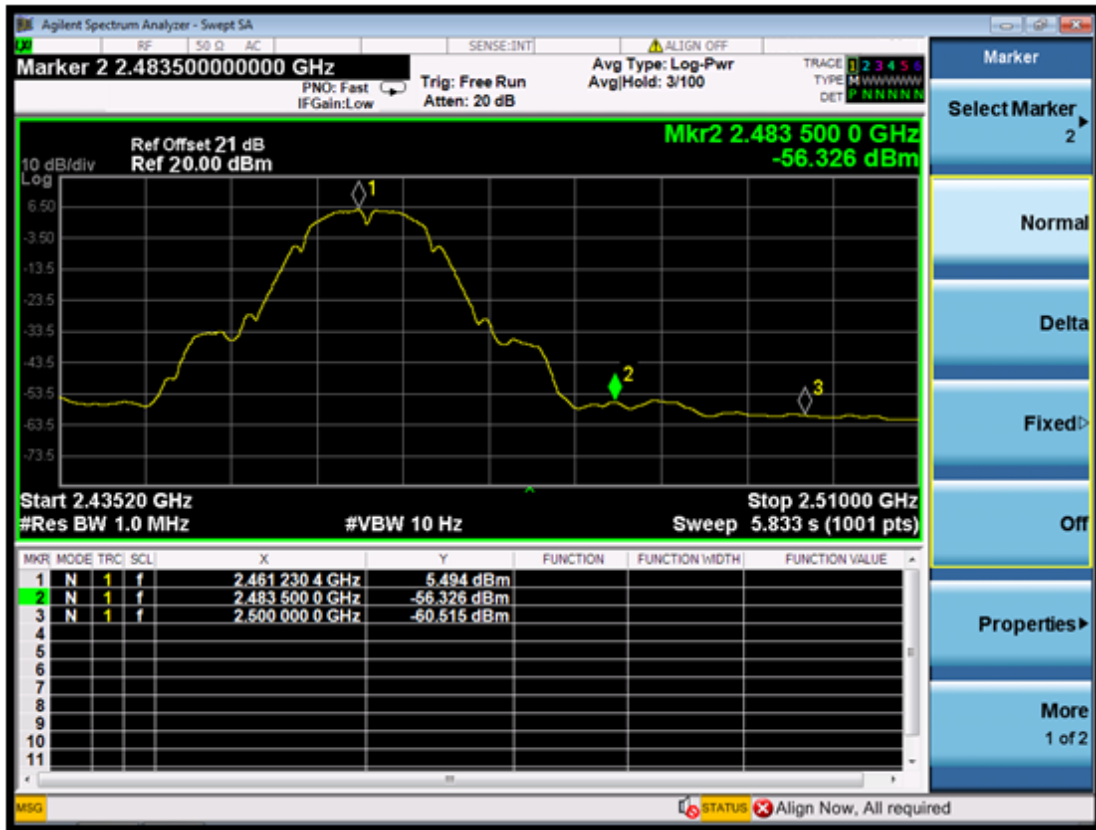 Agilent Spectrum Analyzer - Swept SA
RF 50 Ω AC SENSE:INT ALIGN OFF
Marker 2 2.483500000000 GHz
PNO: Fast
IFGain:Low
Trig: Free Run
Atten: 20 dB
Avg Type: Log-Pwr
Avg|Hold: 3/100
TRACE 1 2 3 4 5 6
TYPE M W W W W W
DET P N N N N N
Mkr2 2.483 500 0 GHz
-56.326 dBm
Ref Offset 21 dB
10 dB/div Ref 20.00 dBm
Log
6.50
-3.50
-13.5
-23.5
-33.5
-43.5
-53.5
-63.5
-73.5
1
2
3
Start 2.43520 GHz Stop 2.51000 GHz
#Res BW 1.0 MHz #VBW 10 Hz Sweep 5.833 s (1001 pts)
MKR MODE TRC SCL X Y FUNCTION FUNCTION WIDTH FUNCTION VALUE
1 N 1 f 2.461 230 4 GHz 5.494 dBm
2 N 1 f 2.483 500 0 GHz -56.326 dBm
3 N 1 f 2.500 000 0 GHz -60.515 dBm
4
5
6
7
8
9
10
11
MSG STATUS Align Now, All required
Marker
Select Marker
2
Normal
Delta
Fixed
Off
Properties
More
1 of 2